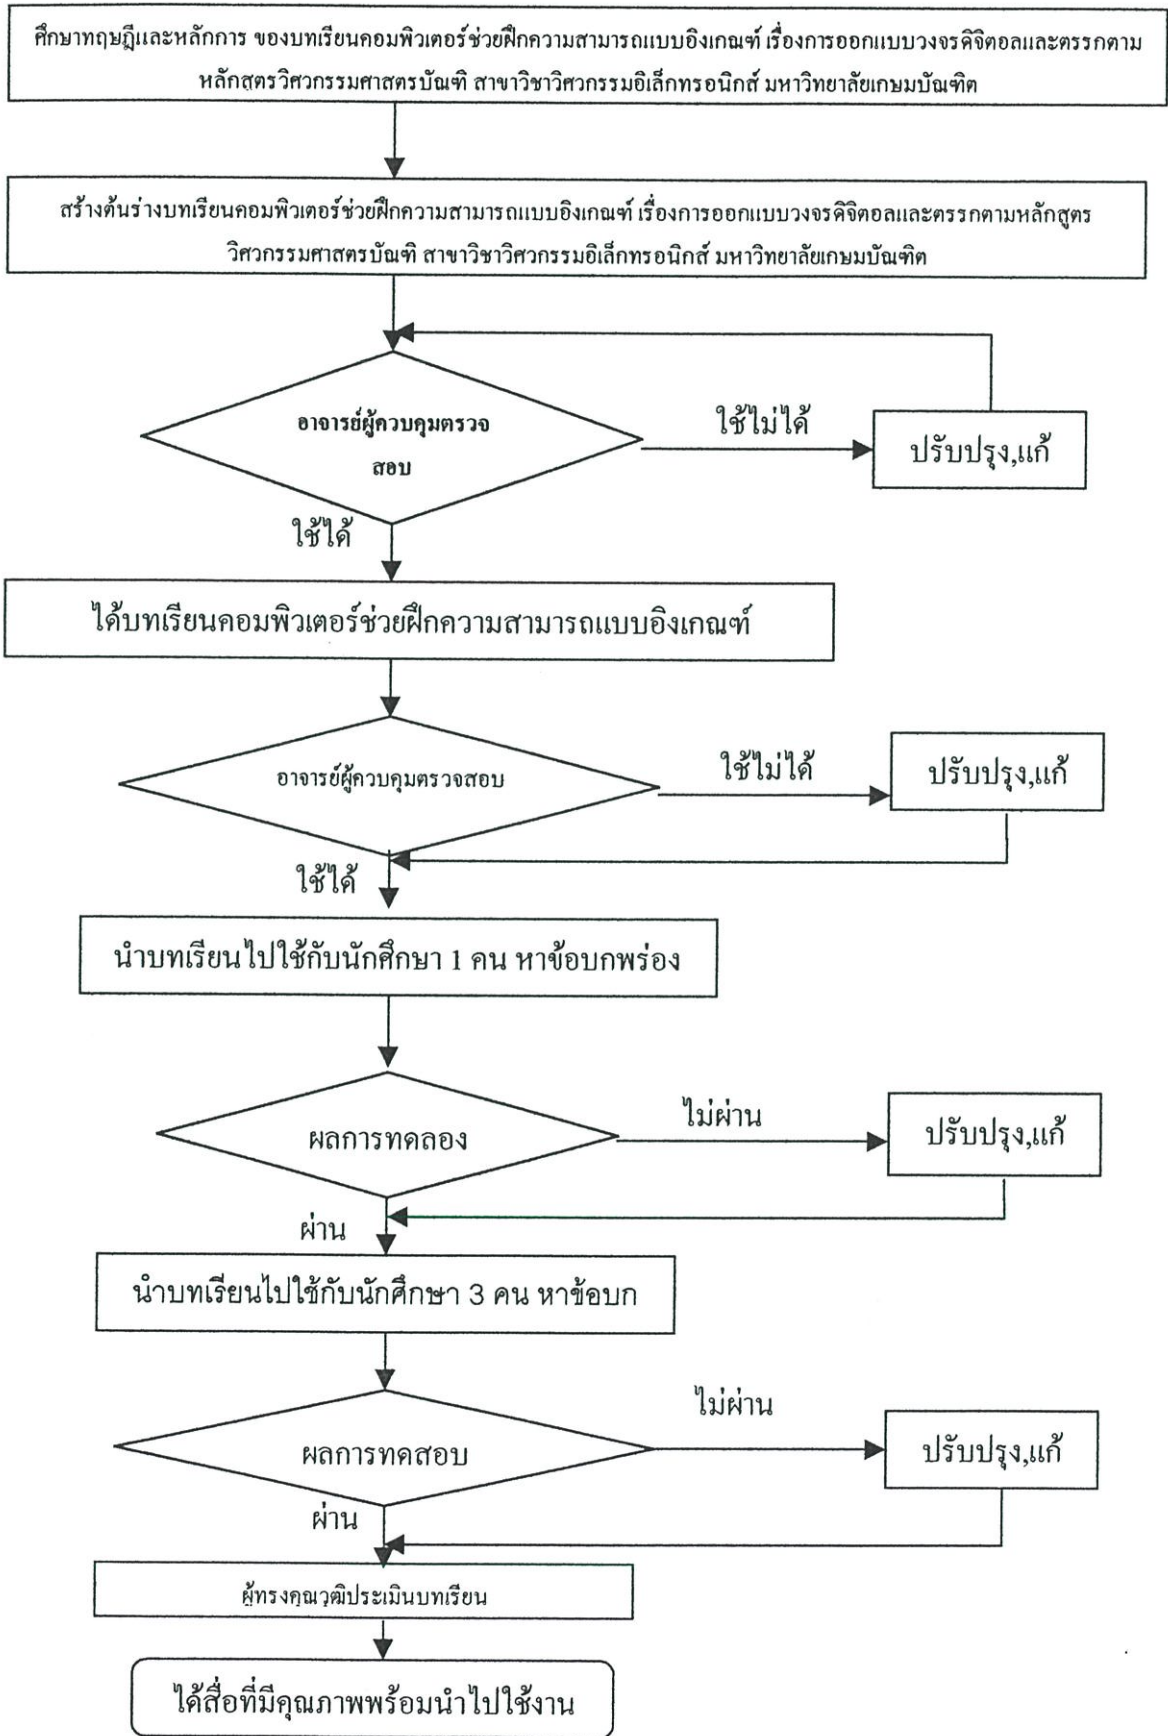 ศึกษาทฤษฎีและหลักการ ของบทเรียนคอมพิวเตอร์ช่วยฝึกความสามารถแบบอิงเกณฑ์ เรื่องการออกแบบวงจรดิจิตอลและตรรกตาม
หลักสูตรวิศวกรรมศาสตรบัณฑิ สาขาวิชาวิศวกรรมอิเล็กทรอนิกส์ มหาวิทยาลัยเกษมบัณฑิต
สร้างต้นร่างบทเรียนคอมพิวเตอร์ช่วยฝึกความสามารถแบบอิงเกณฑ์ เรื่องการออกแบบวงจรดิจิตอลและตรรกตามหลักสูตร
วิศวกรรมศาสตรบัณฑิ สาขาวิชาวิศวกรรมอิเล็กทรอนิกส์ มหาวิทยาลัยเกษมบัณฑิต
อาจารย์ผู้ควบคุมตรวจ
สอบ
ใช้ไม่ได้
ปรับปรุง,แก้
ใช้ได้
ได้บทเรียนคอมพิวเตอร์ช่วยฝึกความสามารถแบบอิงเกณฑ์
อาจารย์ผู้ควบคุมตรวจสอบ
ใช้ไม่ได้
ปรับปรุง,แก้
ใช้ได้
นำบทเรียนไปใช้กับนักศึกษา 1 คน หาข้อบกพร่อง
ผลการทดลอง
ไม่ผ่าน
ปรับปรุง,แก้
ผ่าน
นำบทเรียนไปใช้กับนักศึกษา 3 คน หาข้อบก
ผลการทดสอบ
ไม่ผ่าน
ปรับปรุง,แก้
ผ่าน
ผู้ทรงคุณวุฒิประเมินบทเรียน
ได้สื่อที่มีคุณภาพพร้อมนำไปใช้งาน